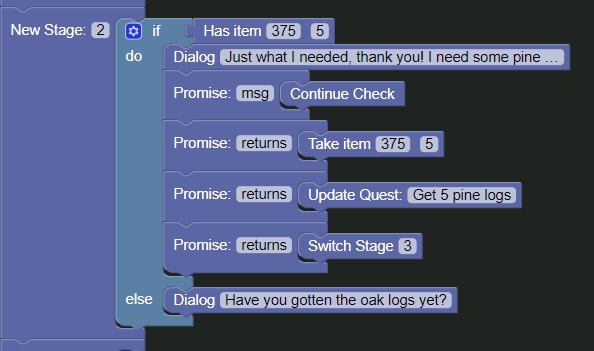 New Stage: 2 if Has item 375 5
do Dialog Just what I needed, thank you! I need some pine ...
Promise: msg Continue Check
Promise: returns Take item 375 5
Promise: returns Update Quest: Get 5 pine logs
Promise: returns Switch Stage 3
else Dialog Have you gotten the oak logs yet?